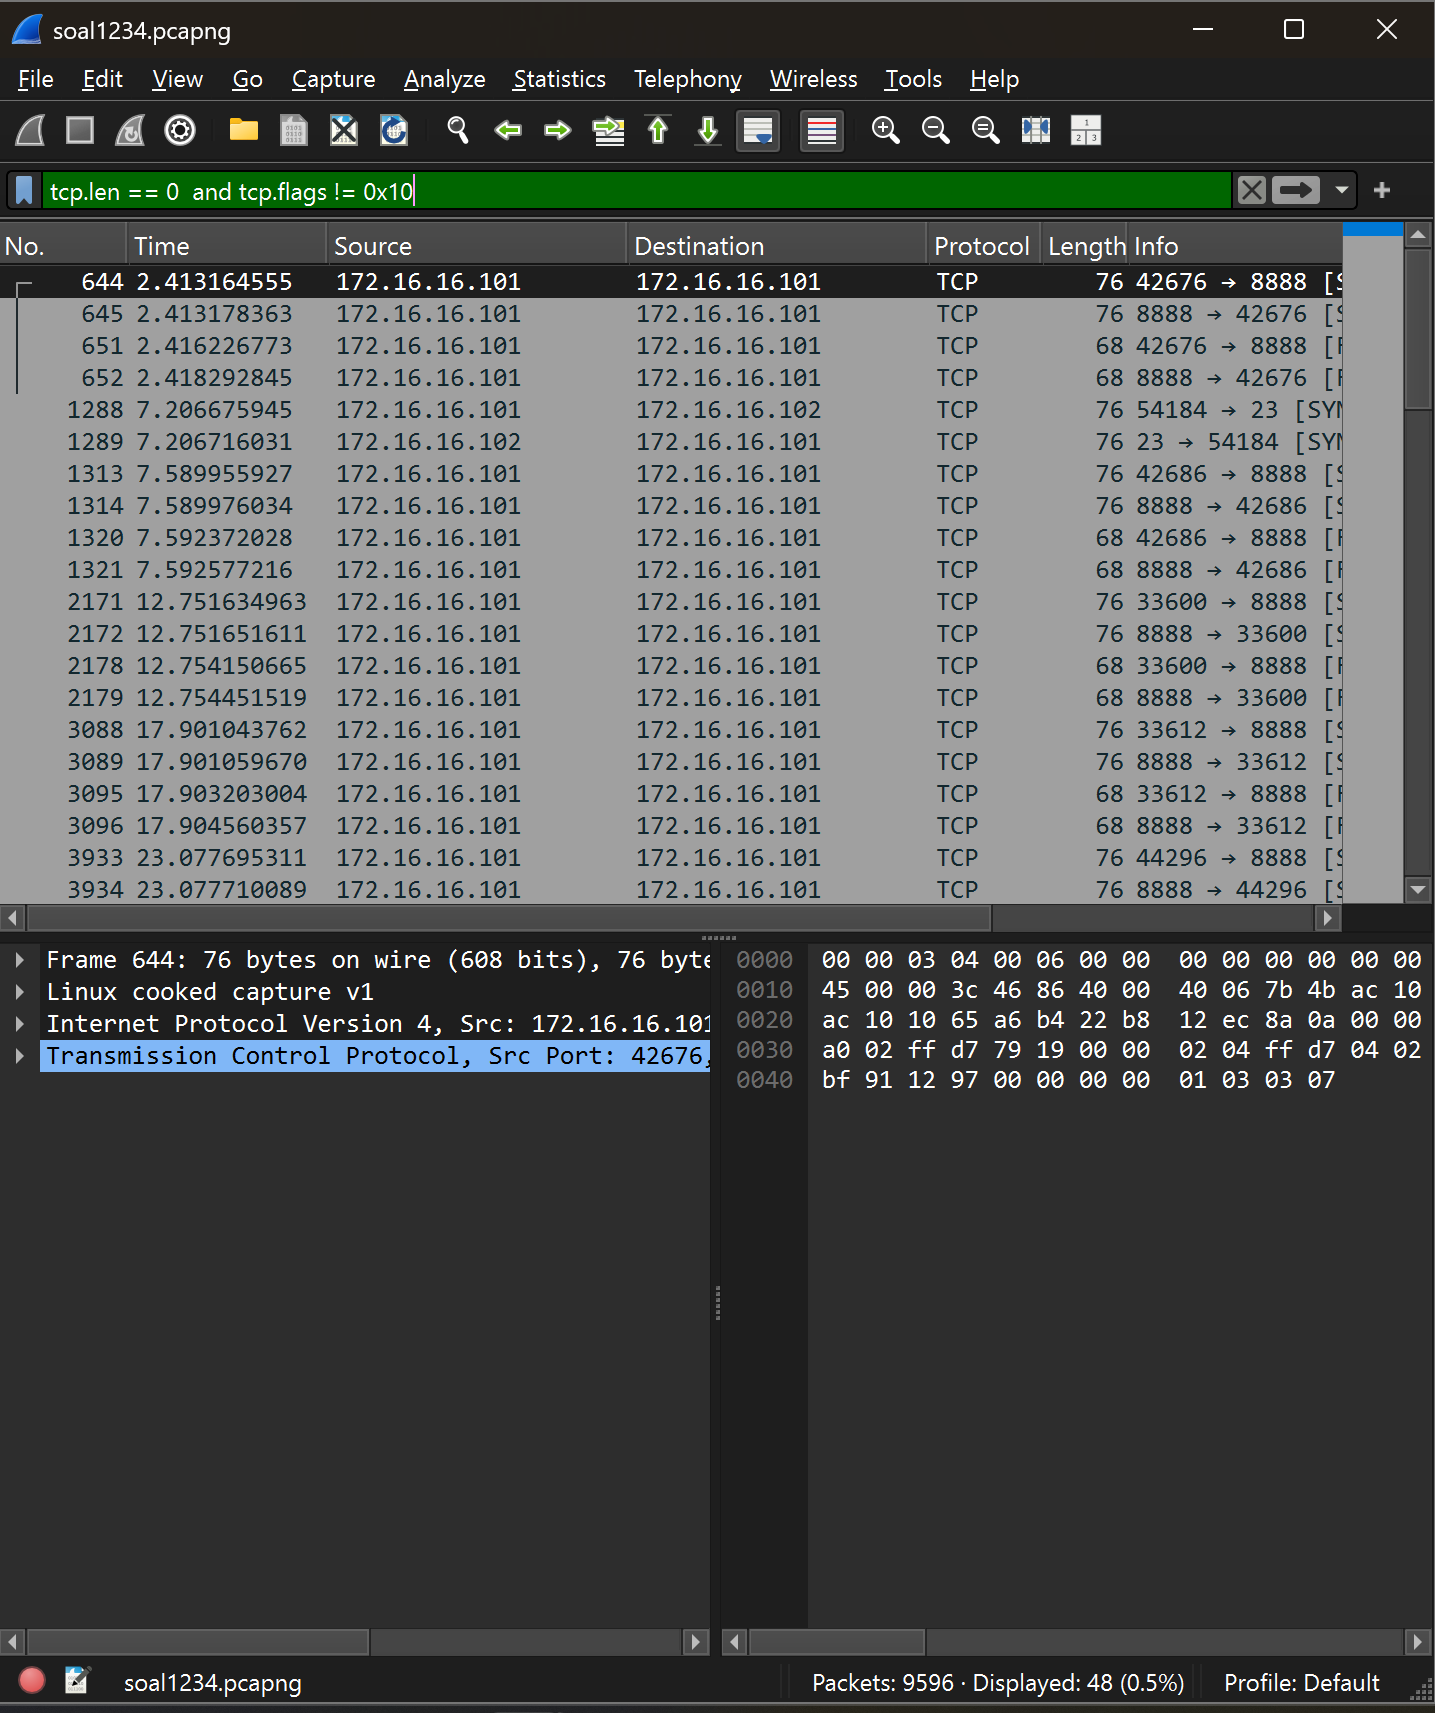 soal1234.pcapng
File Edit View Go Capture Analyze Statistics Telephony Wireless Tools Help
tcp.len == 0  and tcp.flags != 0x10
No. Time Source Destination Protocol Length Info
644 2.413164555 172.16.16.101 172.16.16.101 TCP 76 42676 → 8888 [S
645 2.413178363 172.16.16.101 172.16.16.101 TCP 76 8888 → 42676 [S
651 2.416226773 172.16.16.101 172.16.16.101 TCP 68 42676 → 8888 [F
652 2.418292845 172.16.16.101 172.16.16.101 TCP 68 8888 → 42676 [F
1288 7.206675945 172.16.16.101 172.16.16.102 TCP 76 54184 → 23 [SYN
1289 7.206716031 172.16.16.102 172.16.16.101 TCP 76 23 → 54184 [SYN
1313 7.589955927 172.16.16.101 172.16.16.101 TCP 76 42686 → 8888 [S
1314 7.589976034 172.16.16.101 172.16.16.101 TCP 76 8888 → 42686 [S
1320 7.592372028 172.16.16.101 172.16.16.101 TCP 68 42686 → 8888 [F
1321 7.592577216 172.16.16.101 172.16.16.101 TCP 68 8888 → 42686 [F
2171 12.751634963 172.16.16.101 172.16.16.101 TCP 76 33600 → 8888 [S
2172 12.751651611 172.16.16.101 172.16.16.101 TCP 76 8888 → 33600 [S
2178 12.754150665 172.16.16.101 172.16.16.101 TCP 68 33600 → 8888 [F
2179 12.754451519 172.16.16.101 172.16.16.101 TCP 68 8888 → 33600 [F
3088 17.901043762 172.16.16.101 172.16.16.101 TCP 76 33612 → 8888 [S
3089 17.901059670 172.16.16.101 172.16.16.101 TCP 76 8888 → 33612 [S
3095 17.903203004 172.16.16.101 172.16.16.101 TCP 68 33612 → 8888 [F
3096 17.904560357 172.16.16.101 172.16.16.101 TCP 68 8888 → 33612 [F
3933 23.077695311 172.16.16.101 172.16.16.101 TCP 76 44296 → 8888 [S
3934 23.077710089 172.16.16.101 172.16.16.101 TCP 76 8888 → 44296 [S
Frame 644: 76 bytes on wire (608 bits), 76 byte
Linux cooked capture v1
Internet Protocol Version 4, Src: 172.16.16.101
Transmission Control Protocol, Src Port: 42676,
0000 00 00 03 04 00 06 00 00  00 00 00 00 00 00
0010 45 00 00 3c 46 86 40 00  40 06 7b 4b ac 10
0020 ac 10 10 65 a6 b4 22 b8  12 ec 8a 0a 00 00
0030 a0 02 ff d7 79 19 00 00  02 04 ff d7 04 02
0040 bf 91 12 97 00 00 00 00  01 03 03 07
soal1234.pcapng Packets: 9596 · Displayed: 48 (0.5%) Profile: Default